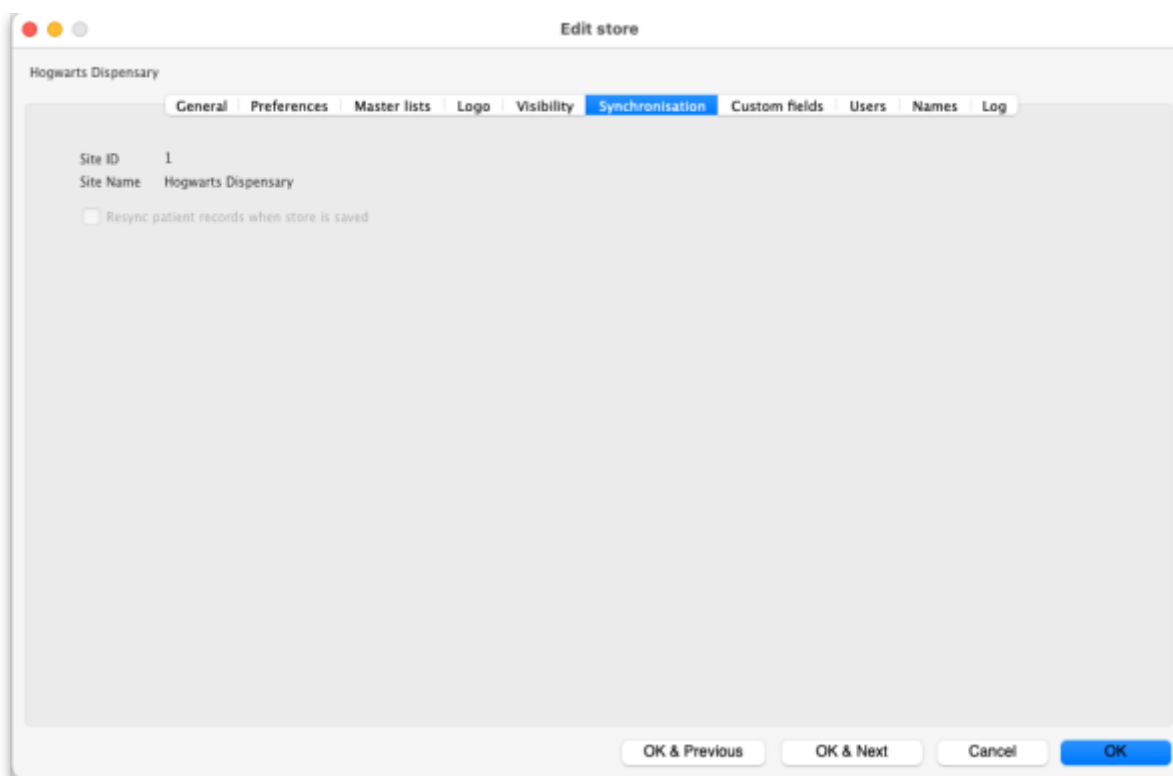 Edit store
Hogwarts Dispensary
General Preferences Master lists Logo Visibility Synchronisation Custom fields Users Names Log
Site ID 1
Site Name Hogwarts Dispensary
Resync patient records when store is saved
OK & Previous OK & Next Cancel OK